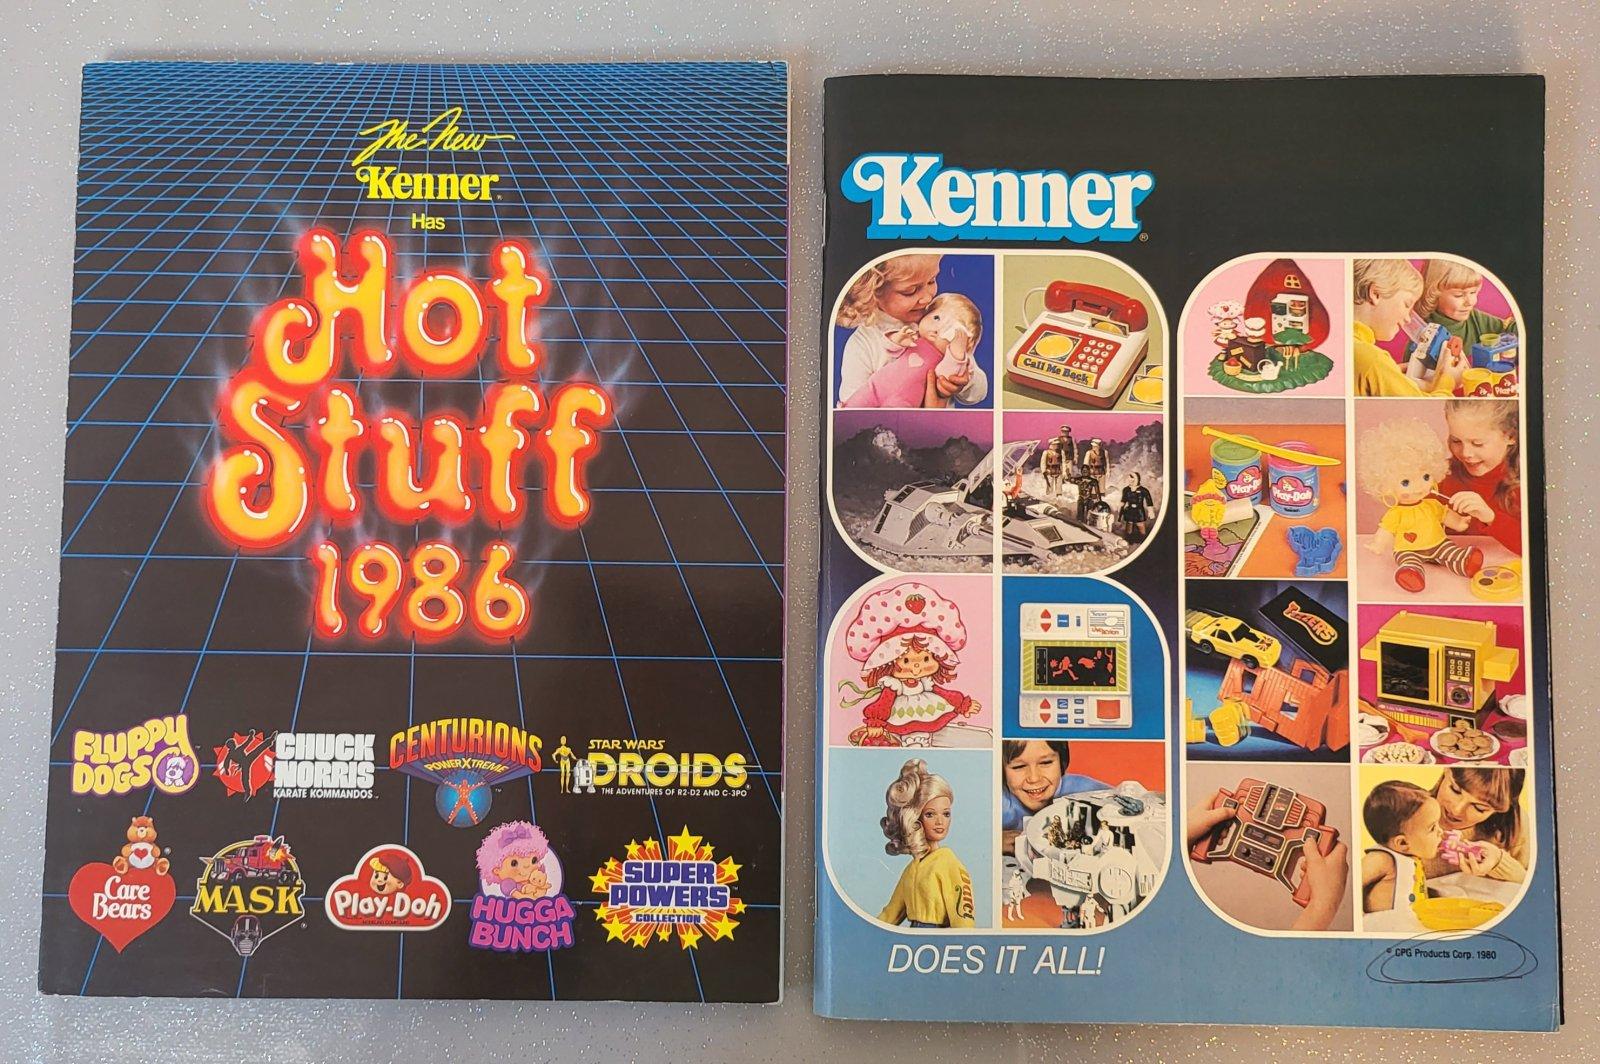 The New
Kenner
Has
Hot
Stuff
1986
FLUPPY
DOGS
CHUCK
NORRIS
KARATE KOMMANDOS
CENTURIONS
POWER XTREME
STAR WARS
DROIDS
THE ADVENTURES OF R2-D2 AND C-3PO
Care
Bears
MASK
Play-Doh
HUGGA
BUNCH
SUPER
POWERS
COLLECTION
Kenner
Call Me Back
Play-Doh
DOES IT ALL!
© CPG Products Corp. 1980